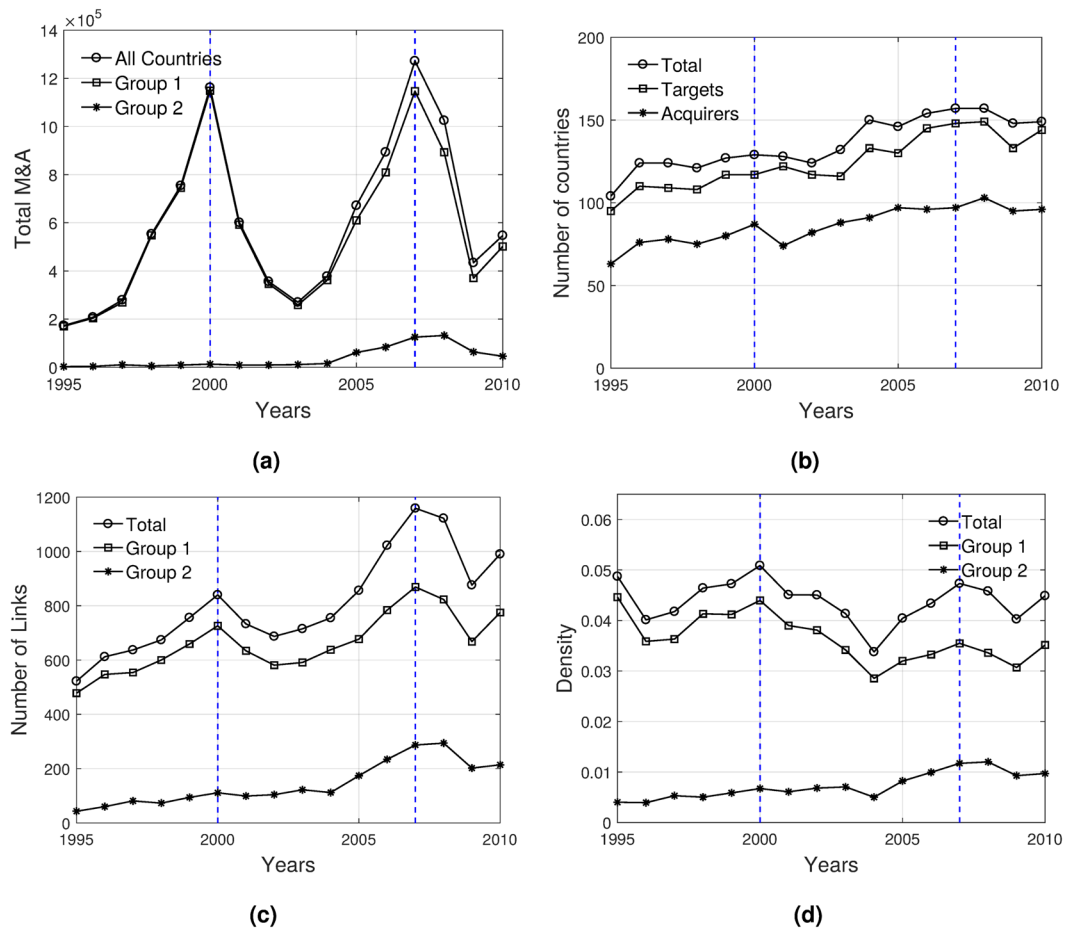 ×10⁵
14
12
10
8
6
4
2
0
Total M&A
All Countries
Group 1
Group 2
1995
2000
2005
2010
Years
(a)
200
150
100
50
0
Number of countries
Total
Targets
Acquirers
1995
2000
2005
2010
Years
(b)
1200
1000
800
600
400
200
0
Number of Links
Total
Group 1
Group 2
1995
2000
2005
2010
Years
(c)
0.06
0.05
0.04
0.03
0.02
0.01
0
Density
Total
Group 1
Group 2
1995
2000
2005
2010
Years
(d)